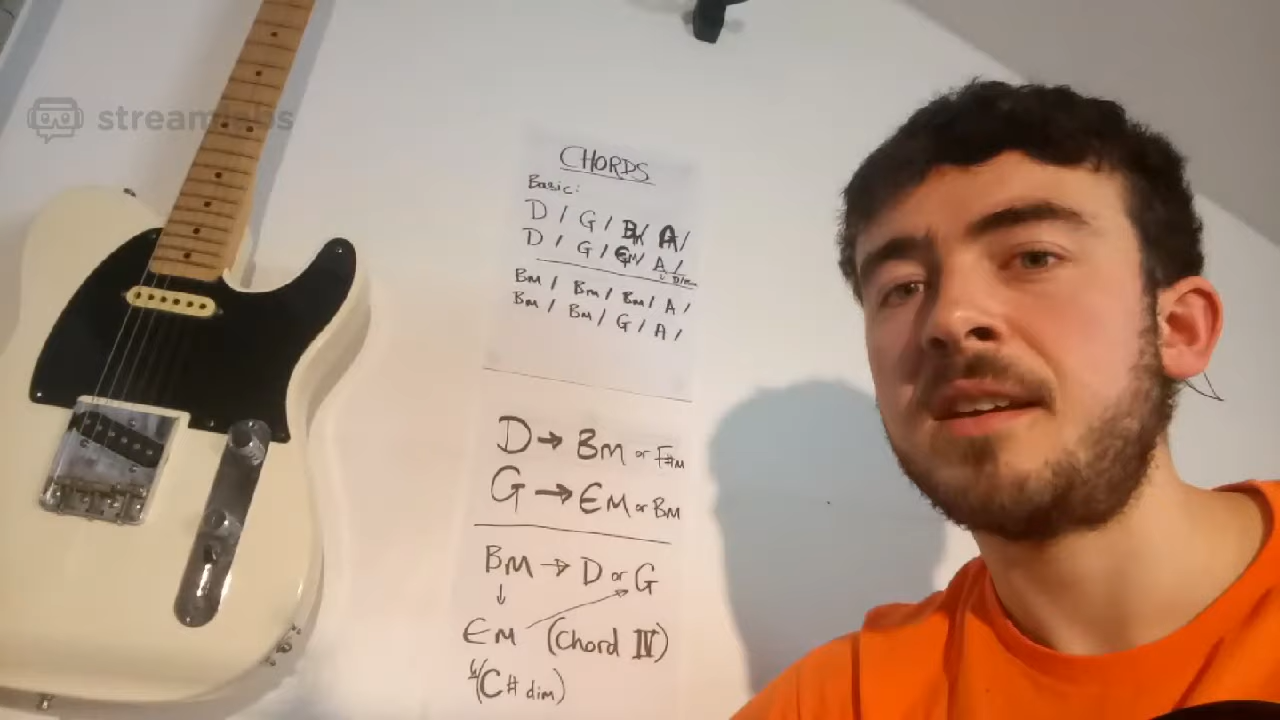 streamlabs
CHORDS
Basic:
D / G / Bm/ A /
D / G / GM/ A /
Bm / Bm / Bm / A /
Bm / Bm / G / A /
D → Bm or F#m
G → Em or Bm
Bm → D or G
↓
Em (Chord IV)
↳(C# dim)